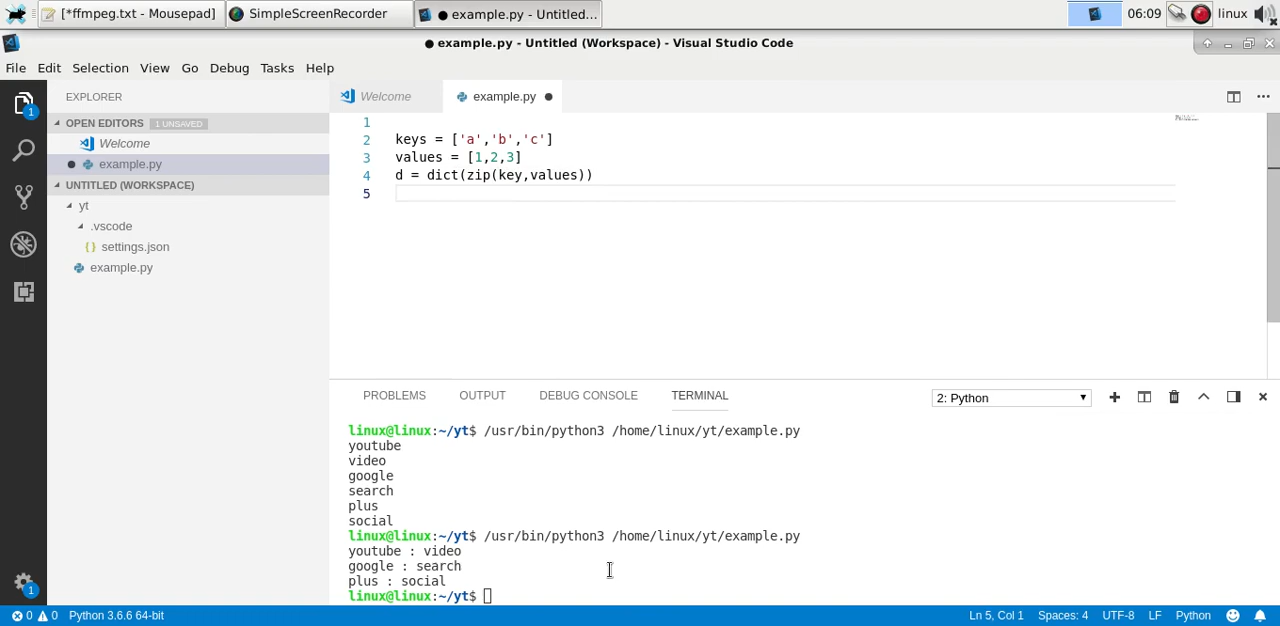 [*ffmpeg.txt - Mousepad] SimpleScreenRecorder ● example.py - Untitled... 06:09 linux
● example.py - Untitled (Workspace) - Visual Studio Code
File Edit Selection View Go Debug Tasks Help
EXPLORER Welcome example.py ●
OPEN EDITORS 1 UNSAVED
Welcome
● example.py
UNTITLED (WORKSPACE)
yt
.vscode
{} settings.json
example.py
1
2 keys = ['a','b','c']
3 values = [1,2,3]
4 d = dict(zip(key,values))
5
PROBLEMS OUTPUT DEBUG CONSOLE TERMINAL 2: Python
linux@linux:~/yt$ /usr/bin/python3 /home/linux/yt/example.py
youtube
video
google
search
plus
social
linux@linux:~/yt$ /usr/bin/python3 /home/linux/yt/example.py
youtube : video
google : search
plus : social
linux@linux:~/yt$
1
0 0 Python 3.6.6 64-bit Ln 5, Col 1 Spaces: 4 UTF-8 LF Python